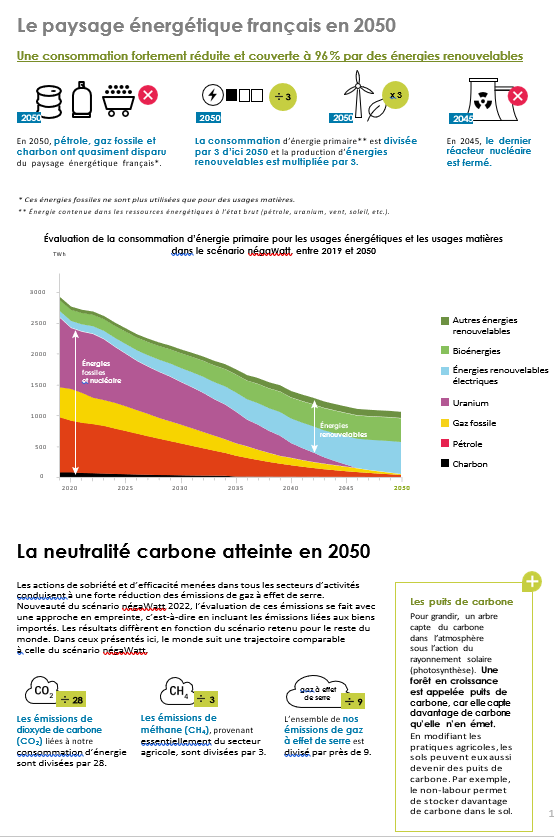 Le paysage énergétique français en 2050
Une consommation fortement réduite et couverte à 96 % par des énergies renouvelables
2050
2050
÷ 3
2050
x 3
2045
En 2050, pétrole, gaz fossile et
charbon ont quasiment disparu
du paysage énergétique français*.
La consommation d'énergie primaire** est divisée
par 3 d'ici 2050 et la production d'énergies
renouvelables est multipliée par 3.
En 2045, le dernier
réacteur nucléaire
est fermé.
* Ces énergies fossiles ne sont plus utilisées que pour des usages matières.
** Énergie contenue dans les ressources énergétiques à l'état brut (pétrole, uranium, vent, soleil, etc.).
Évaluation de la consommation d'énergie primaire pour les usages énergétiques et les usages matières
dans le scénario négaWatt, entre 2019 et 2050
TWh
3000
2500
2000
1500
1000
500
0
2020
2025
2030
2035
2040
2045
2050
Énergies
fossiles
et nucléaire
Énergies
renouvelables
Autres énergies
renouvelables
Bioénergies
Énergies renouvelables
électriques
Uranium
Gaz fossile
Pétrole
Charbon
La neutralité carbone atteinte en 2050
Les actions de sobriété et d'efficacité menées dans tous les secteurs d'activités
conduisent à une forte réduction des émissions de gaz à effet de serre.
Nouveauté du scénario négaWatt 2022, l'évaluation de ces émissions se fait avec
une approche en empreinte, c'est-à-dire en incluant les émissions liées aux biens
importés. Les résultats diffèrent en fonction du scénario retenu pour le reste du
monde. Dans ceux présentés ici, le monde suit une trajectoire comparable
à celle du scénario négaWatt.
CO2
÷ 28
Les émissions de
dioxyde de carbone
(CO2) liées à notre
consommation d'énergie
sont divisées par 28.
CH4
÷ 3
Les émissions de
méthane (CH4), provenant
essentiellement du secteur
agricole, sont divisées par 3.
gaz à effet
de serre
÷ 9
L'ensemble de nos
émissions de gaz
à effet de serre est
divisé par près de 9.
+
Les puits de carbone
Pour grandir, un arbre
capte du carbone
dans l'atmosphère
sous l'action du
rayonnement solaire
(photosynthèse). Une
forêt en croissance
est appelée puits de
carbone, car elle capte
davantage de carbone
qu'elle n'en émet.
En modifiant les
pratiques agricoles, les
sols peuvent eux aussi
devenir des puits de
carbone. Par exemple,
le non-labour permet
de stocker davantage
de carbone dans le sol.
1